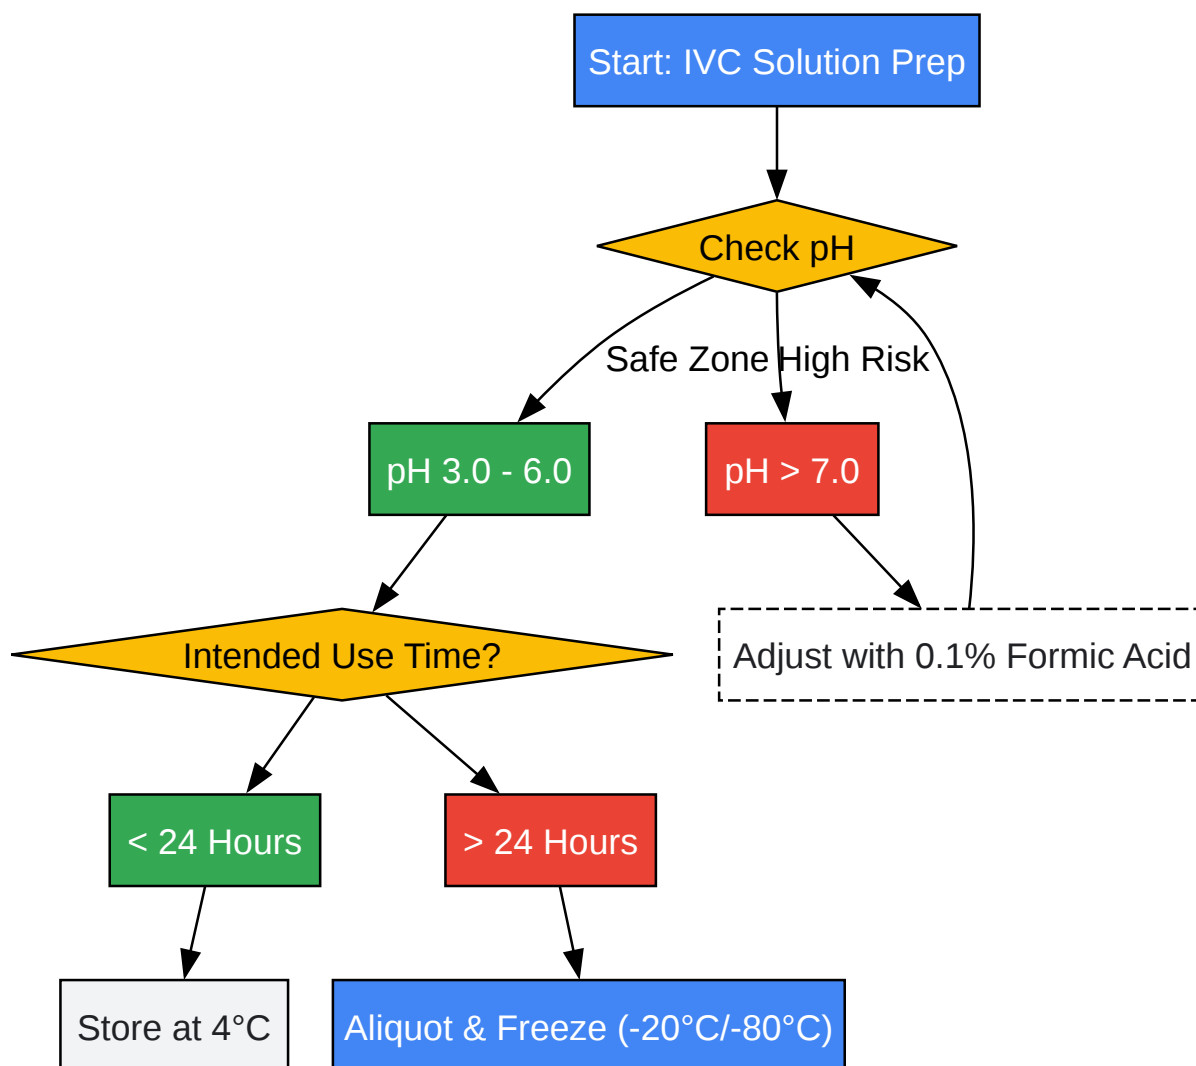 Start: IVC Solution Prep
Check pH
Safe Zone
High Risk
pH 3.0 - 6.0
pH > 7.0
Intended Use Time?
Adjust with 0.1% Formic Acid
< 24 Hours
> 24 Hours
Store at 4°C
Aliquot & Freeze (-20°C/-80°C)